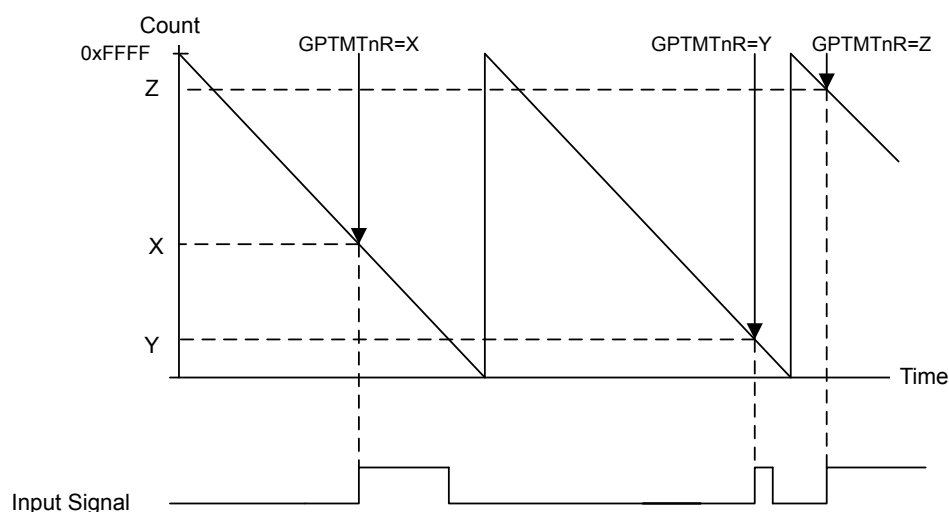 Count
0xFFFF
GPTMTnR=X
GPTMTnR=Y
GPTMTnR=Z
Z
X
Y
Time
Input Signal